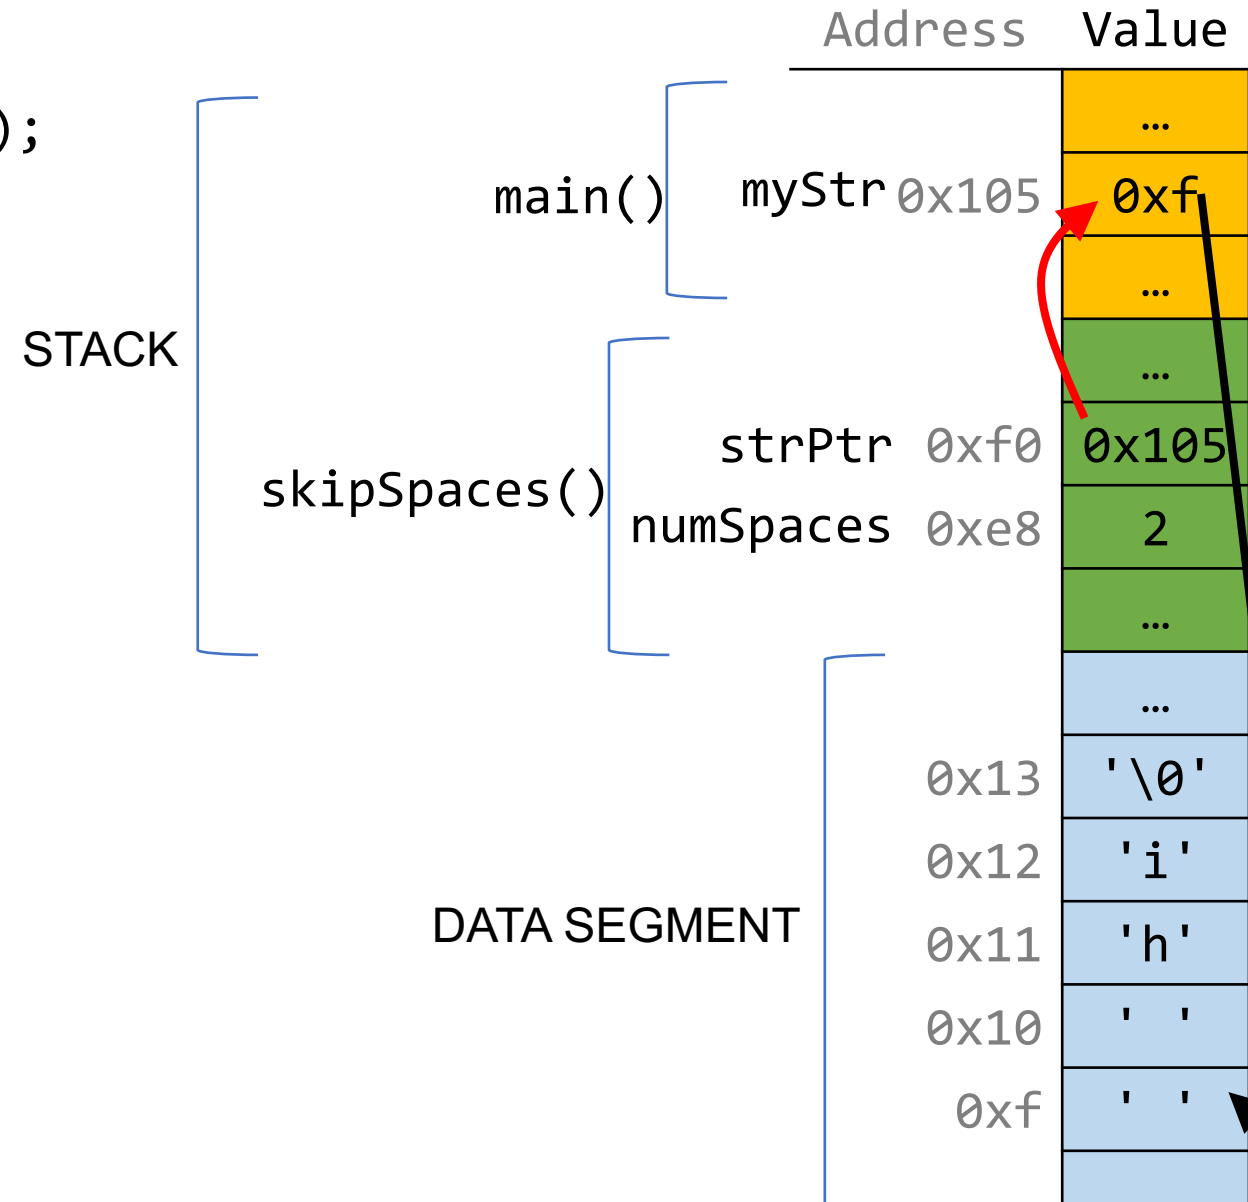 Address Value
…
);
main() myStr 0x105 0xf
…
STACK
…
strPtr 0xf0 0x105
skipSpaces()
numSpaces 0xe8 2
…
…
0x13 '\0'
0x12 'i'
DATA SEGMENT
0x11 'h'
0x10 ' '
0xf ' '